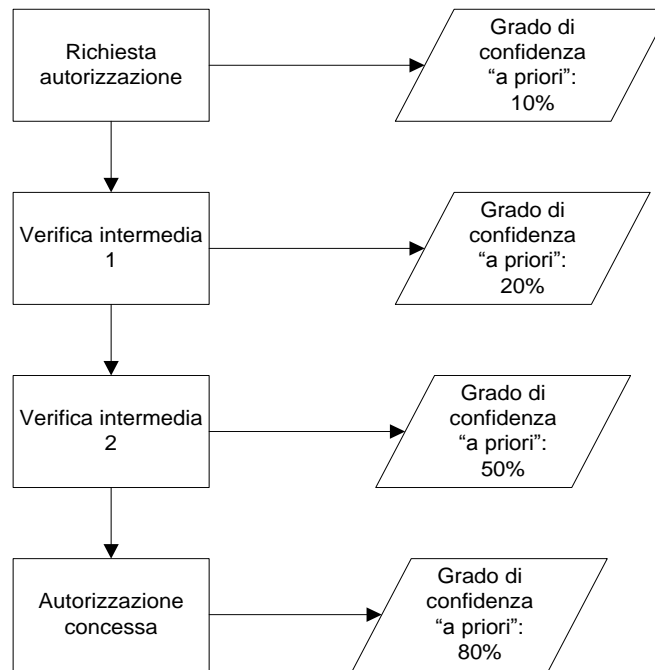 Richiesta
autorizzazione
Grado di
confidenza
“a priori”:
10%
Verifica intermedia
1
Grado di
confidenza
“a priori”:
20%
Verifica intermedia
2
Grado di
confidenza
“a priori”:
50%
Autorizzazione
concessa
Grado di
confidenza
“a priori”:
80%